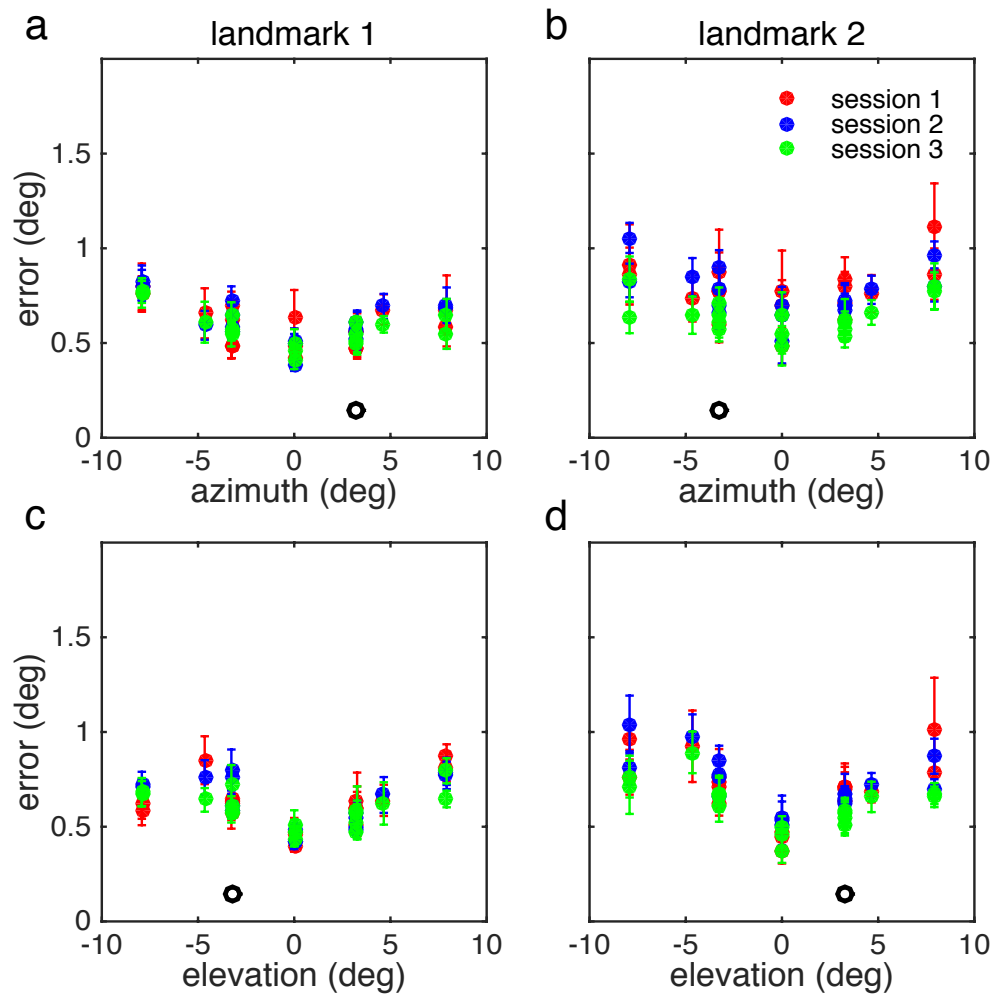 a
landmark 1
b
landmark 2
session 1
session 2
session 3
error (deg)
1.5
1
0.5
0
-10 -5 0 5 10
-10 -5 0 5 10
azimuth (deg)
azimuth (deg)
c
d
error (deg)
1.5
1
0.5
0
-10 -5 0 5 10
-10 -5 0 5 10
elevation (deg)
elevation (deg)